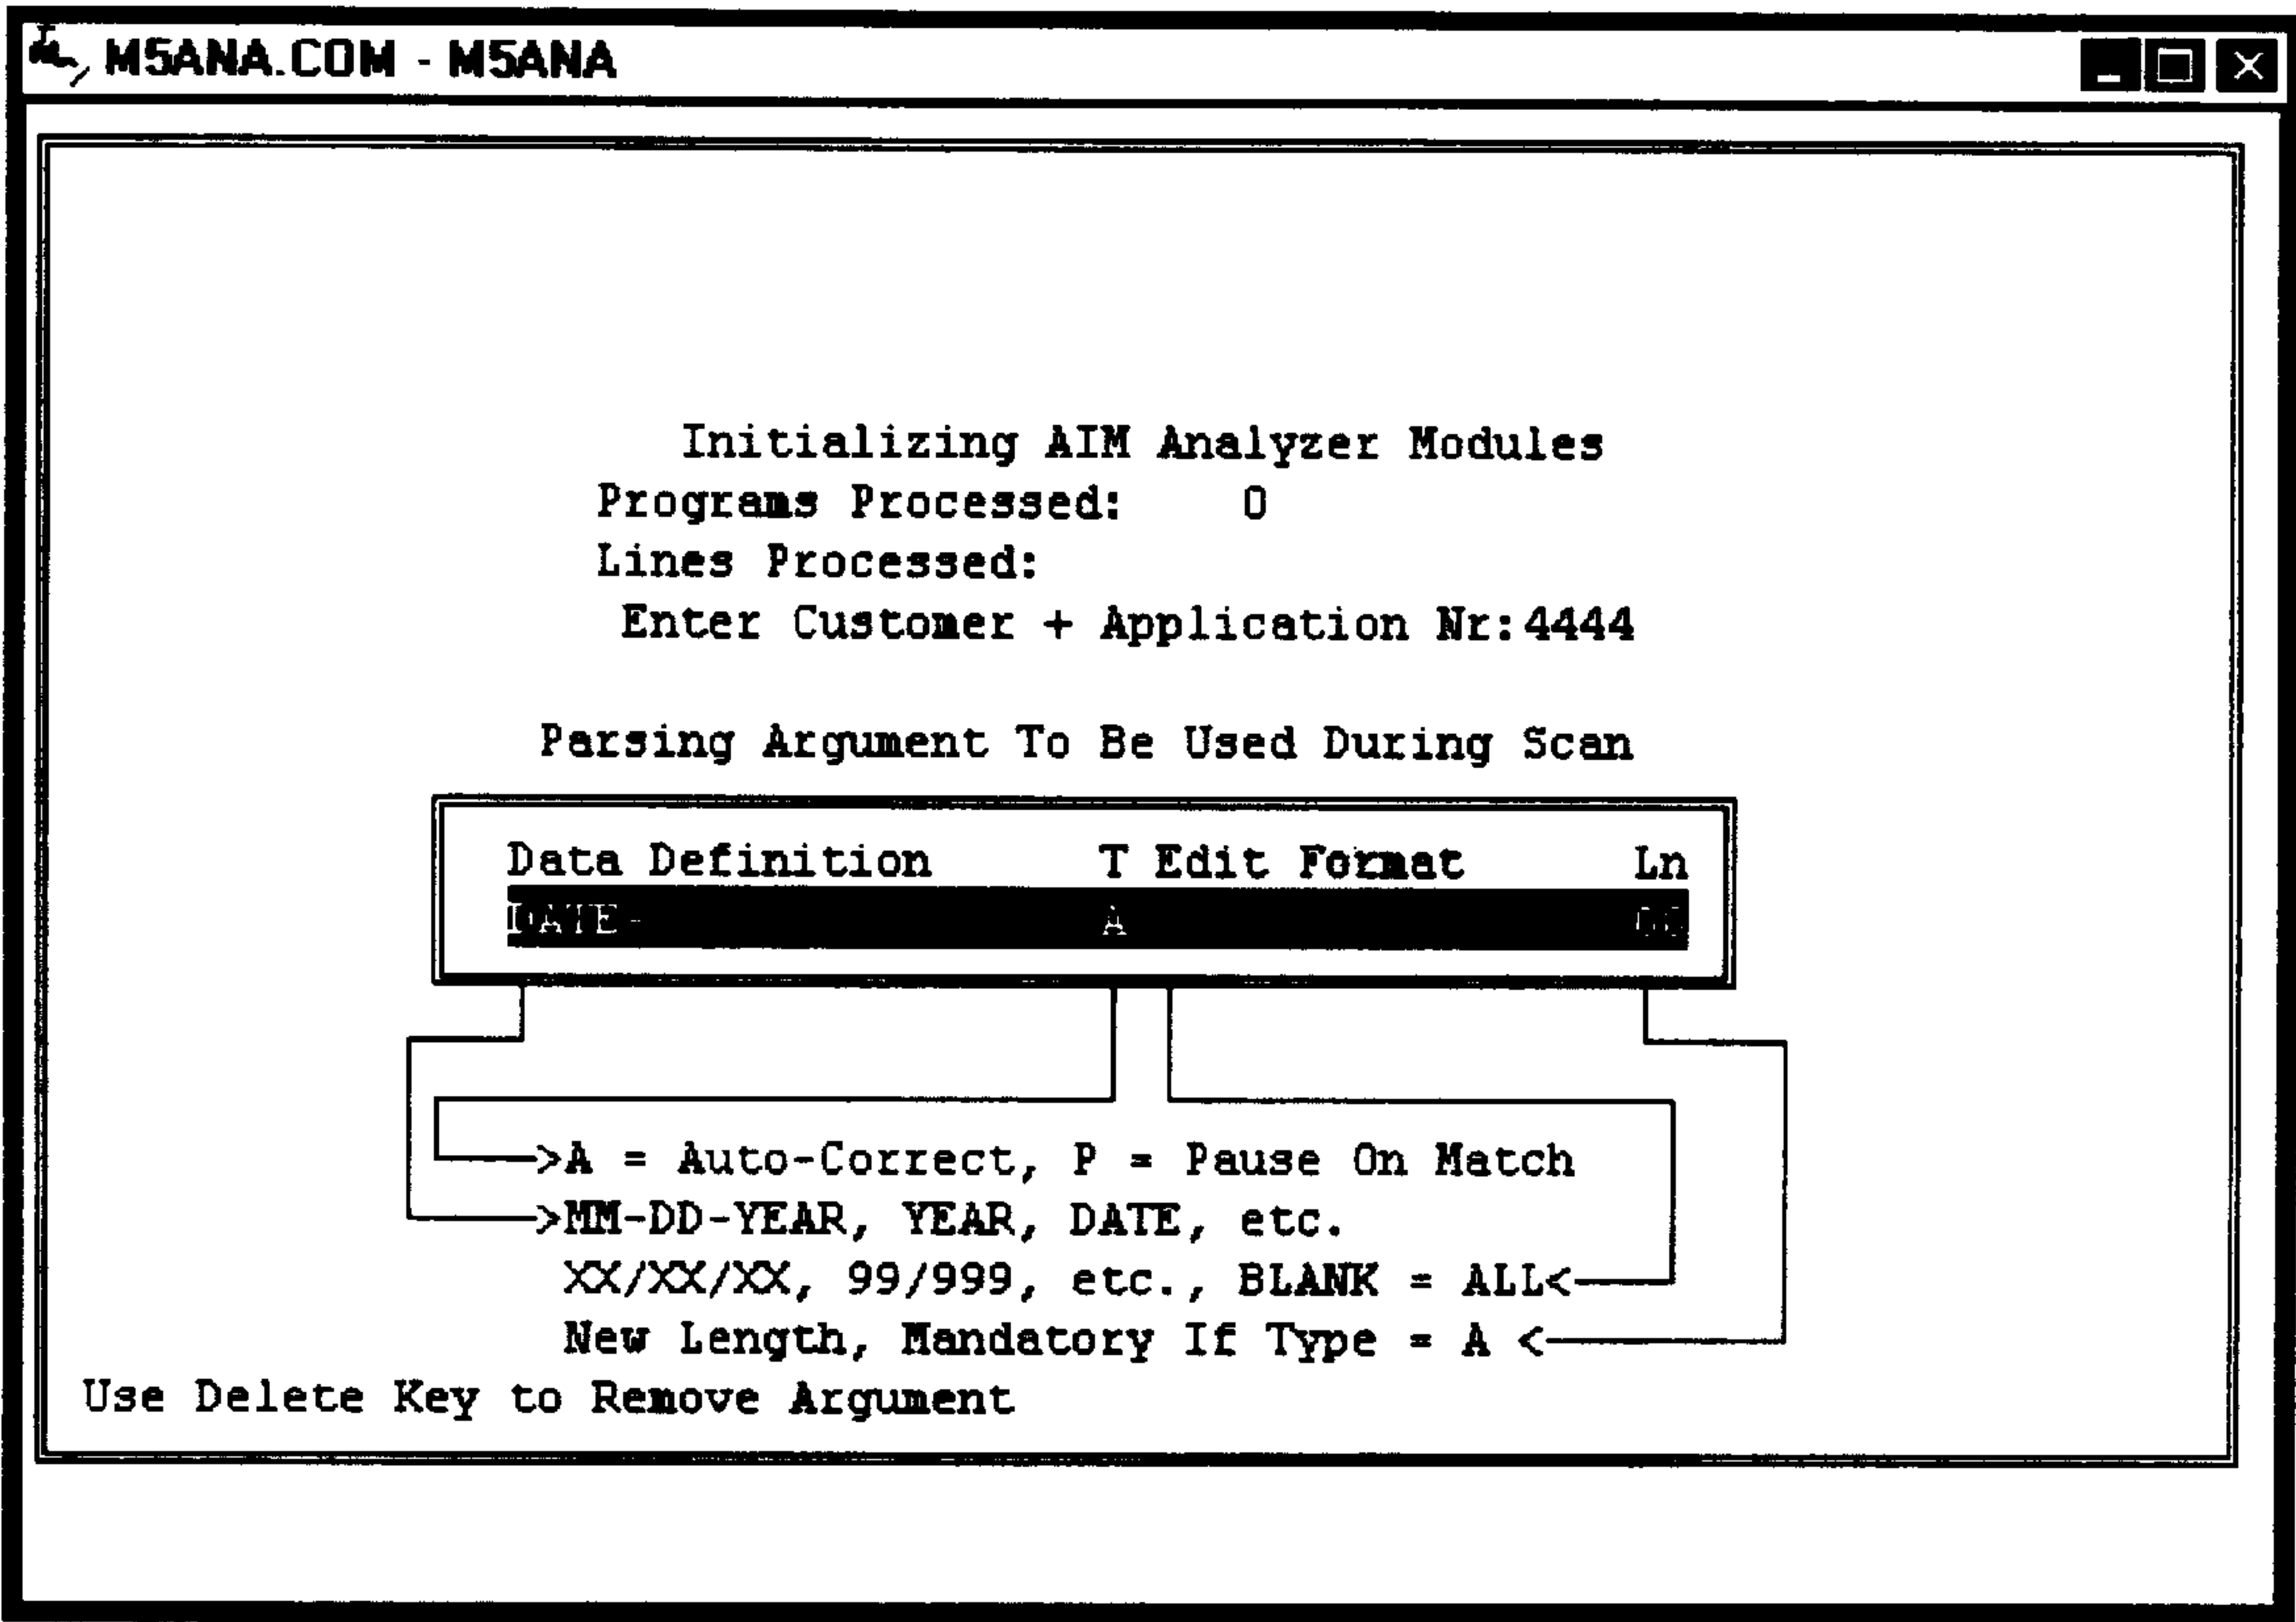 M5ANA.COM - M5ANA
Initializing AIM Analyzer Modules
Programs Processed: 0
Lines Processed:
Enter Customer + Application Nr:4444
Parsing Argument To Be Used During Scan
Data Definition T Edit Format Ln
DATE- A
>A = Auto-Correct, P = Pause On Match
>MM-DD-YEAR, YEAR, DATE, etc.
XX/XX/XX, 99/999, etc., BLANK = ALL<
New Length, Mandatory If Type = A <
Use Delete Key to Remove Argument